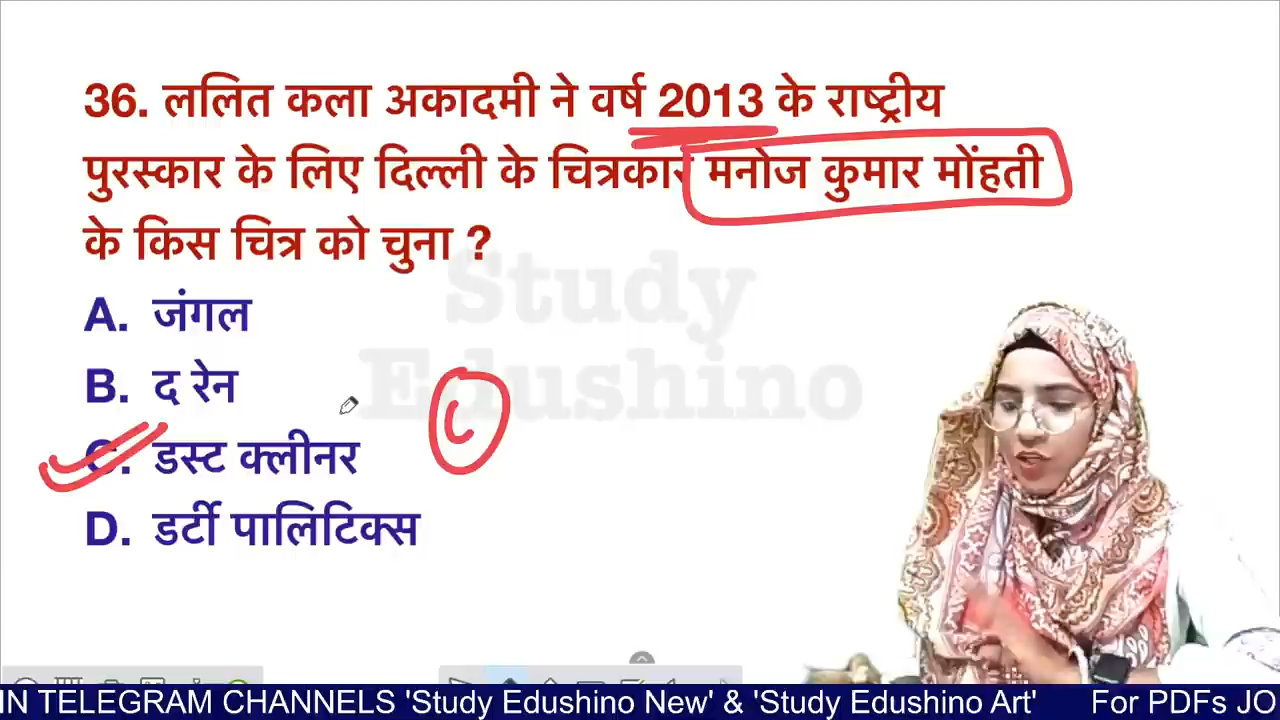 36. ललित कला अकादमी ने वर्ष 2013 के राष्ट्रीय
पुरस्कार के लिए दिल्ली के चित्रकार मनोज कुमार मोंहती
के किस चित्र को चुना ?
A. जंगल
B. द रेन
C. डस्ट क्लीनर
D. डर्टी पालिटिक्स
C
Study
Edushino
IN TELEGRAM CHANNELS 'Study Edushino New' & 'Study Edushino Art' For PDFs JO